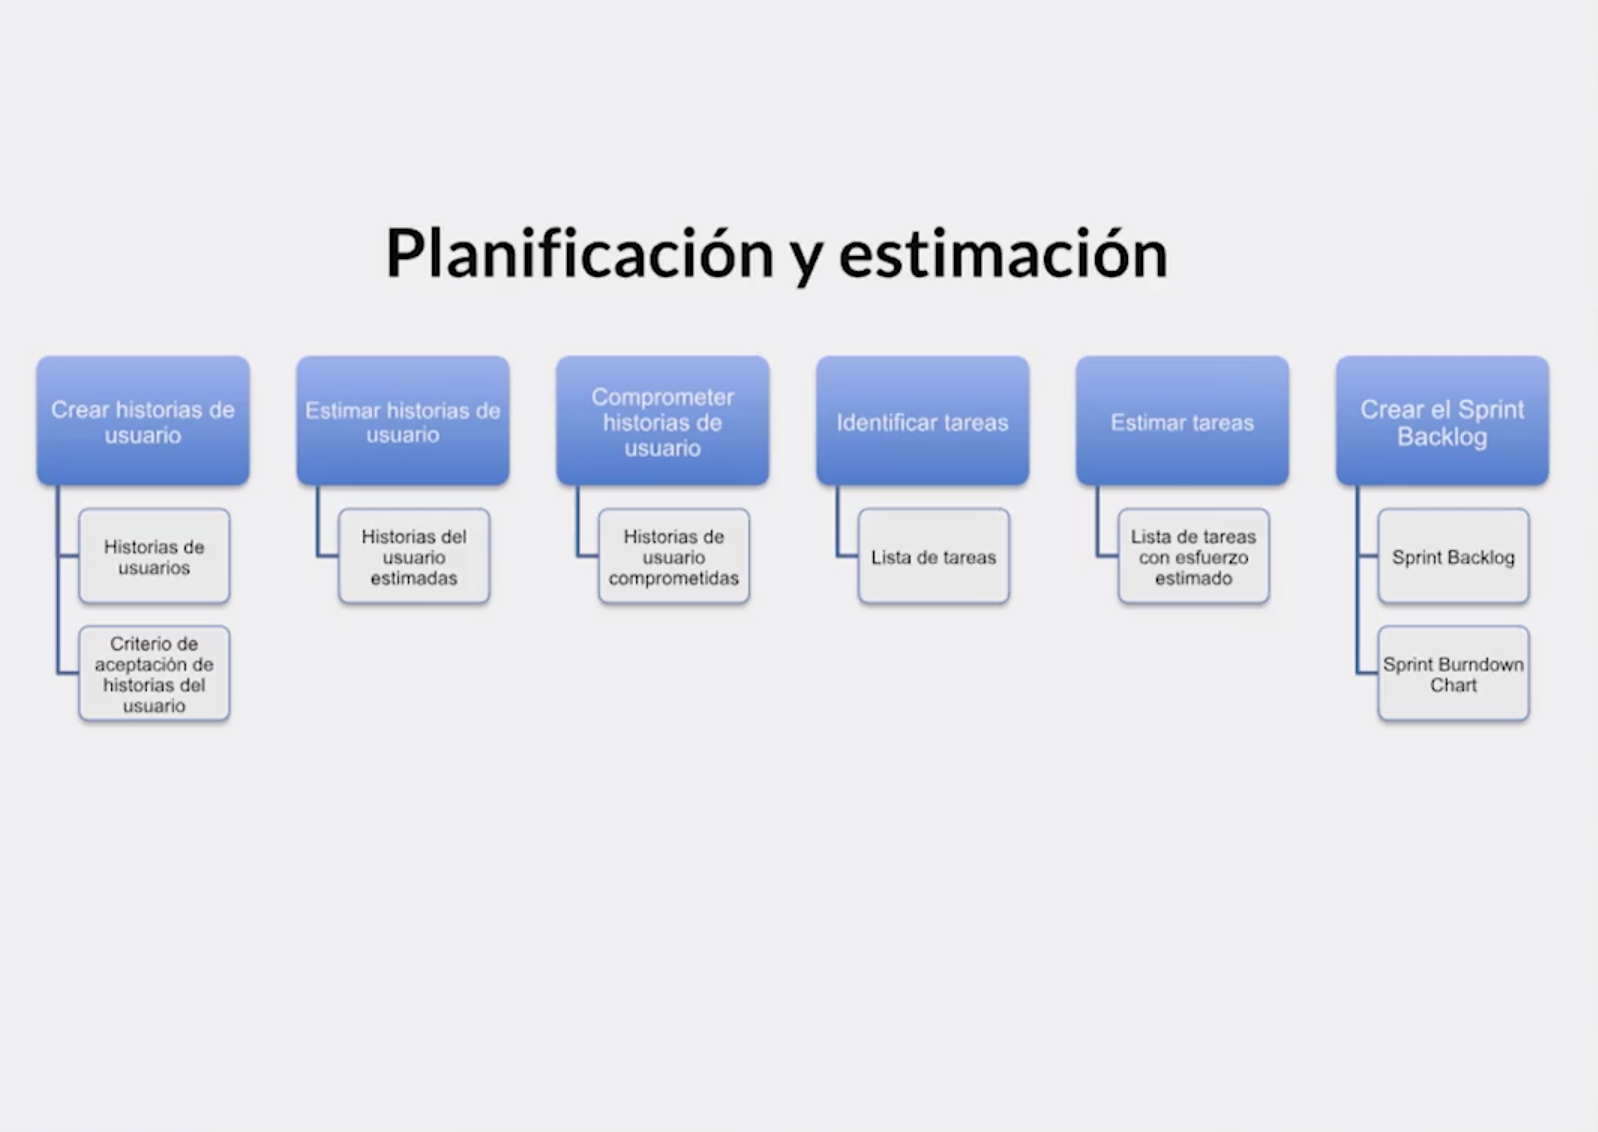 Planificación y estimación
Crear historias de
usuario
Historias de
usuarios
Criterio de
aceptación de
historias del
usuario
Estimar historias de
usuario
Historias del
usuario
estimadas
Comprometer
historias de
usuario
Historias de
usuario
comprometidas
Identificar tareas
Lista de tareas
Estimar tareas
Lista de tareas
con esfuerzo
estimado
Crear el Sprint
Backlog
Sprint Backlog
Sprint Burndown
Chart